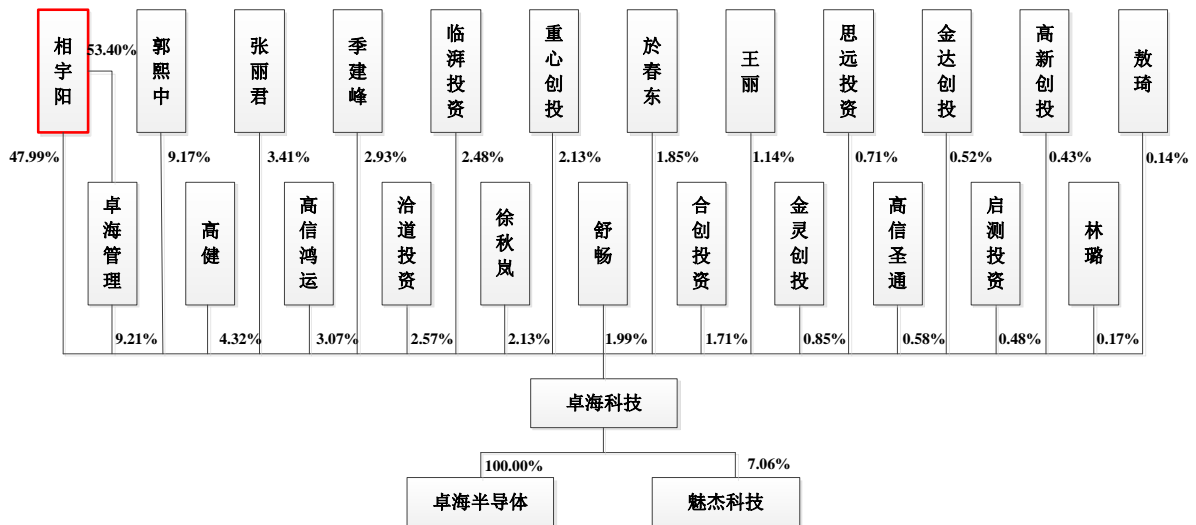 相宇阳
53.40%
郭熙中
张丽君
季建峰
临湃投资
重心创投
於春东
王丽
思远投资
金达创投
高新创投
敖琦
47.99%
9.17%
3.41%
2.93%
2.48%
2.13%
1.85%
1.14%
0.71%
0.52%
0.43%
0.14%
卓海管理
高健
高信鸿运
洽道投资
徐秋岚
舒畅
合创投资
金灵创投
高信圣通
启测投资
林璐
9.21%
4.32%
3.07%
2.57%
2.13%
1.99%
1.71%
0.85%
0.58%
0.48%
0.17%
卓海科技
100.00%
7.06%
卓海半导体
魅杰科技